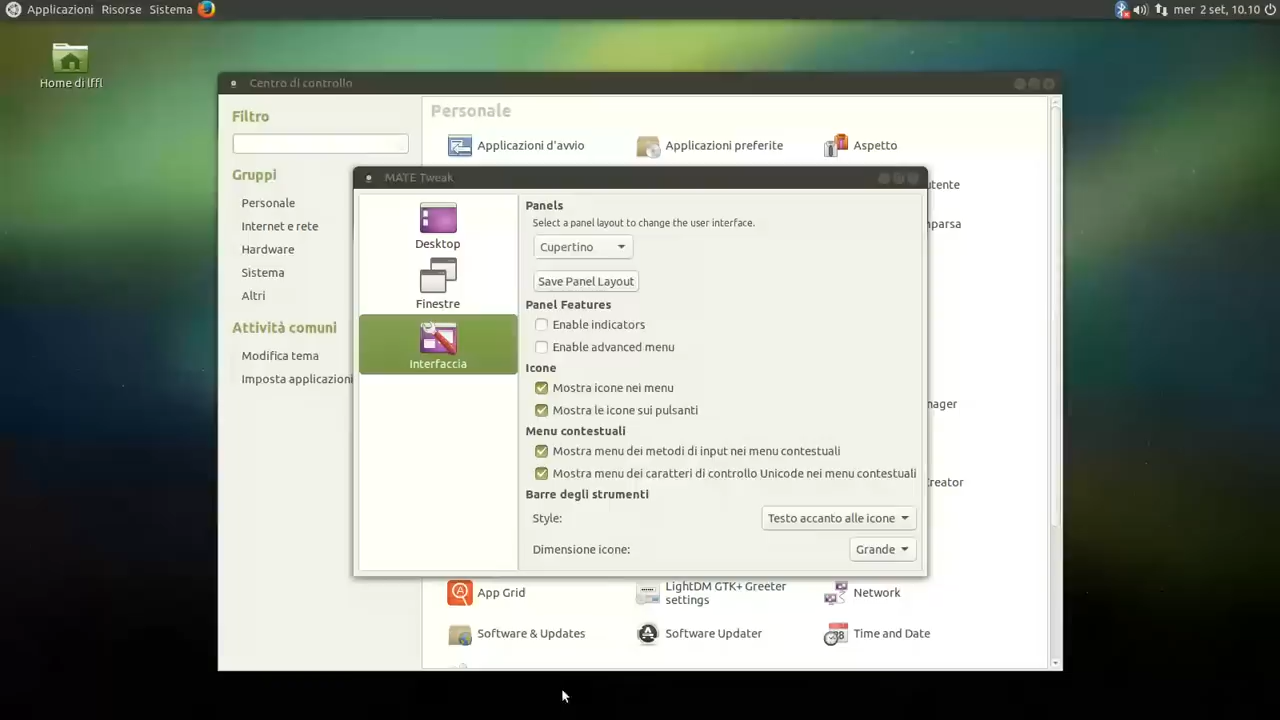 Applicazioni Risorse Sistema
mer 2 set, 10.10
Home di lffl
Centro di controllo
Filtro
Gruppi
Personale
Internet e rete
Hardware
Sistema
Altri
Attività comuni
Modifica tema
Imposta applicazioni
Personale
Applicazioni d'avvio
Applicazioni preferite
Aspetto
utente
mparsa
nager
reator
MATE Tweak
Desktop
Finestre
Interfaccia
Panels
Select a panel layout to change the user interface.
Cupertino
Save Panel Layout
Panel Features
Enable indicators
Enable advanced menu
Icone
Mostra icone nei menu
Mostra le icone sui pulsanti
Menu contestuali
Mostra menu dei metodi di input nei menu contestuali
Mostra menu dei caratteri di controllo Unicode nei menu contestuali
Barre degli strumenti
Style:
Testo accanto alle icone
Dimensione icone:
Grande
App Grid
LightDM GTK+ Greeter
settings
Network
Software & Updates
Software Updater
Time and Date